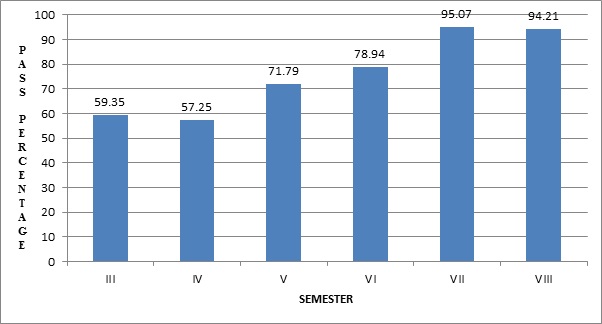 PASS PERCENTAGE
100
90
80
70
60
50
40
30
20
10
0
59.35
57.25
71.79
78.94
95.07
94.21
III
IV
V
VI
VII
VIII
SEMESTER